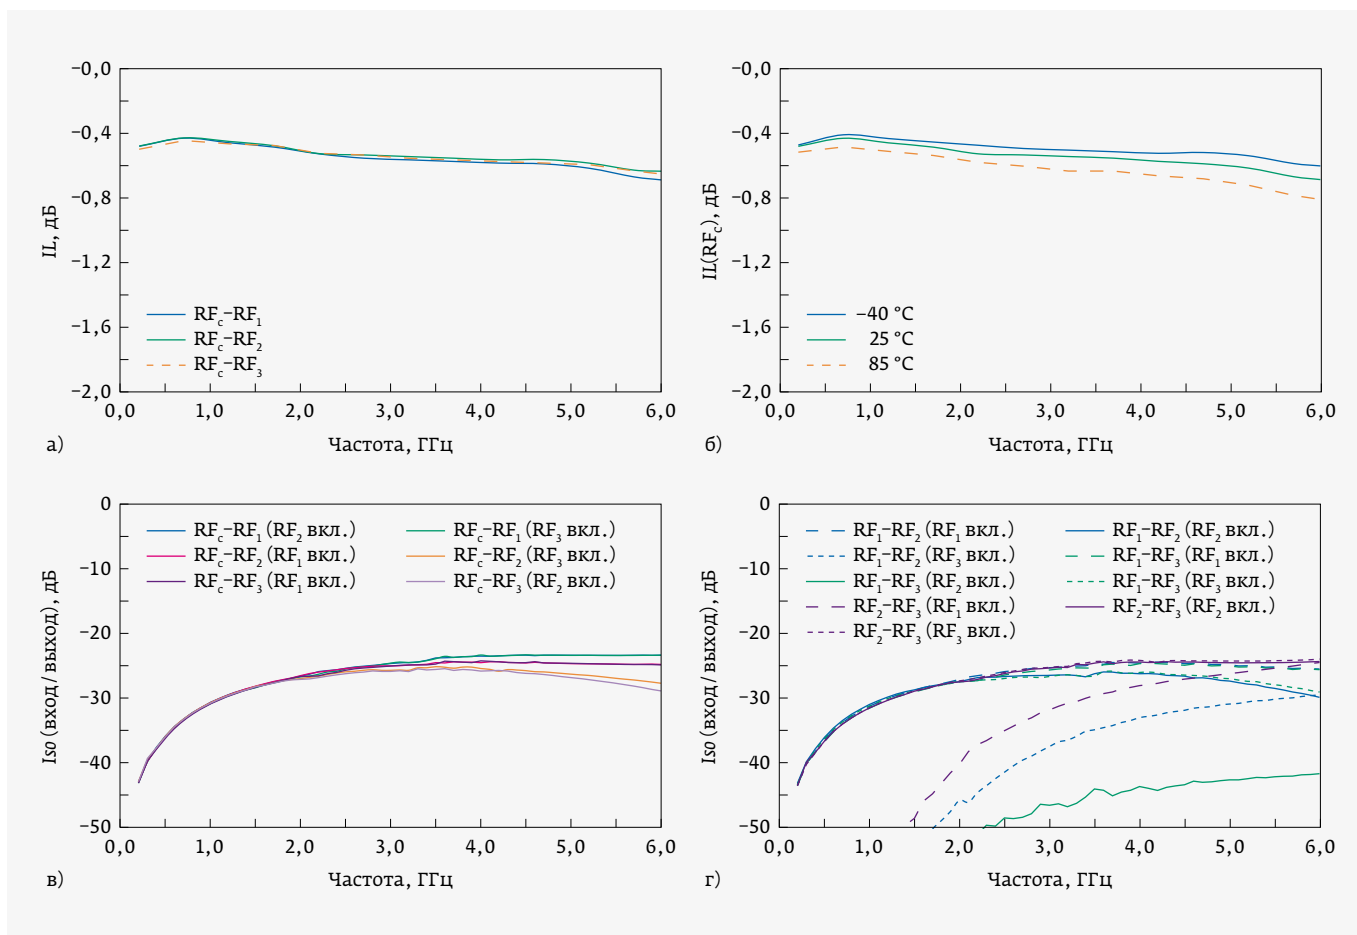 −0,0
−0,4
−0,8
−1,2
−1,6
−2,0
IL, дБ
RFc−RF1
RFc−RF2
RFc−RF3
0,0 1,0 2,0 3,0 4,0 5,0 6,0
Частота, ГГц
а)
−0,0
−0,4
−0,8
−1,2
−1,6
−2,0
IL(RFc), дБ
−40 °C
25 °C
85 °C
0,0 1,0 2,0 3,0 4,0 5,0 6,0
Частота, ГГц
б)
0
−10
−20
−30
−40
−50
Iso (вход / выход), дБ
RFc−RF1 (RF2 вкл.) RFc−RF1 (RF3 вкл.)
RFc−RF2 (RF1 вкл.) RFc−RF2 (RF3 вкл.)
RFc−RF3 (RF1 вкл.) RFc−RF3 (RF2 вкл.)
0,0 1,0 2,0 3,0 4,0 5,0 6,0
Частота, ГГц
в)
0
−10
−20
−30
−40
−50
Iso (вход / выход), дБ
RF1−RF2 (RF1 вкл.) RF1−RF2 (RF2 вкл.)
RF1−RF2 (RF3 вкл.) RF1−RF3 (RF1 вкл.)
RF1−RF3 (RF2 вкл.) RF1−RF3 (RF3 вкл.)
RF2−RF3 (RF1 вкл.) RF2−RF3 (RF2 вкл.)
RF2−RF3 (RF3 вкл.)
0,0 1,0 2,0 3,0 4,0 5,0 6,0
Частота, ГГц
г)